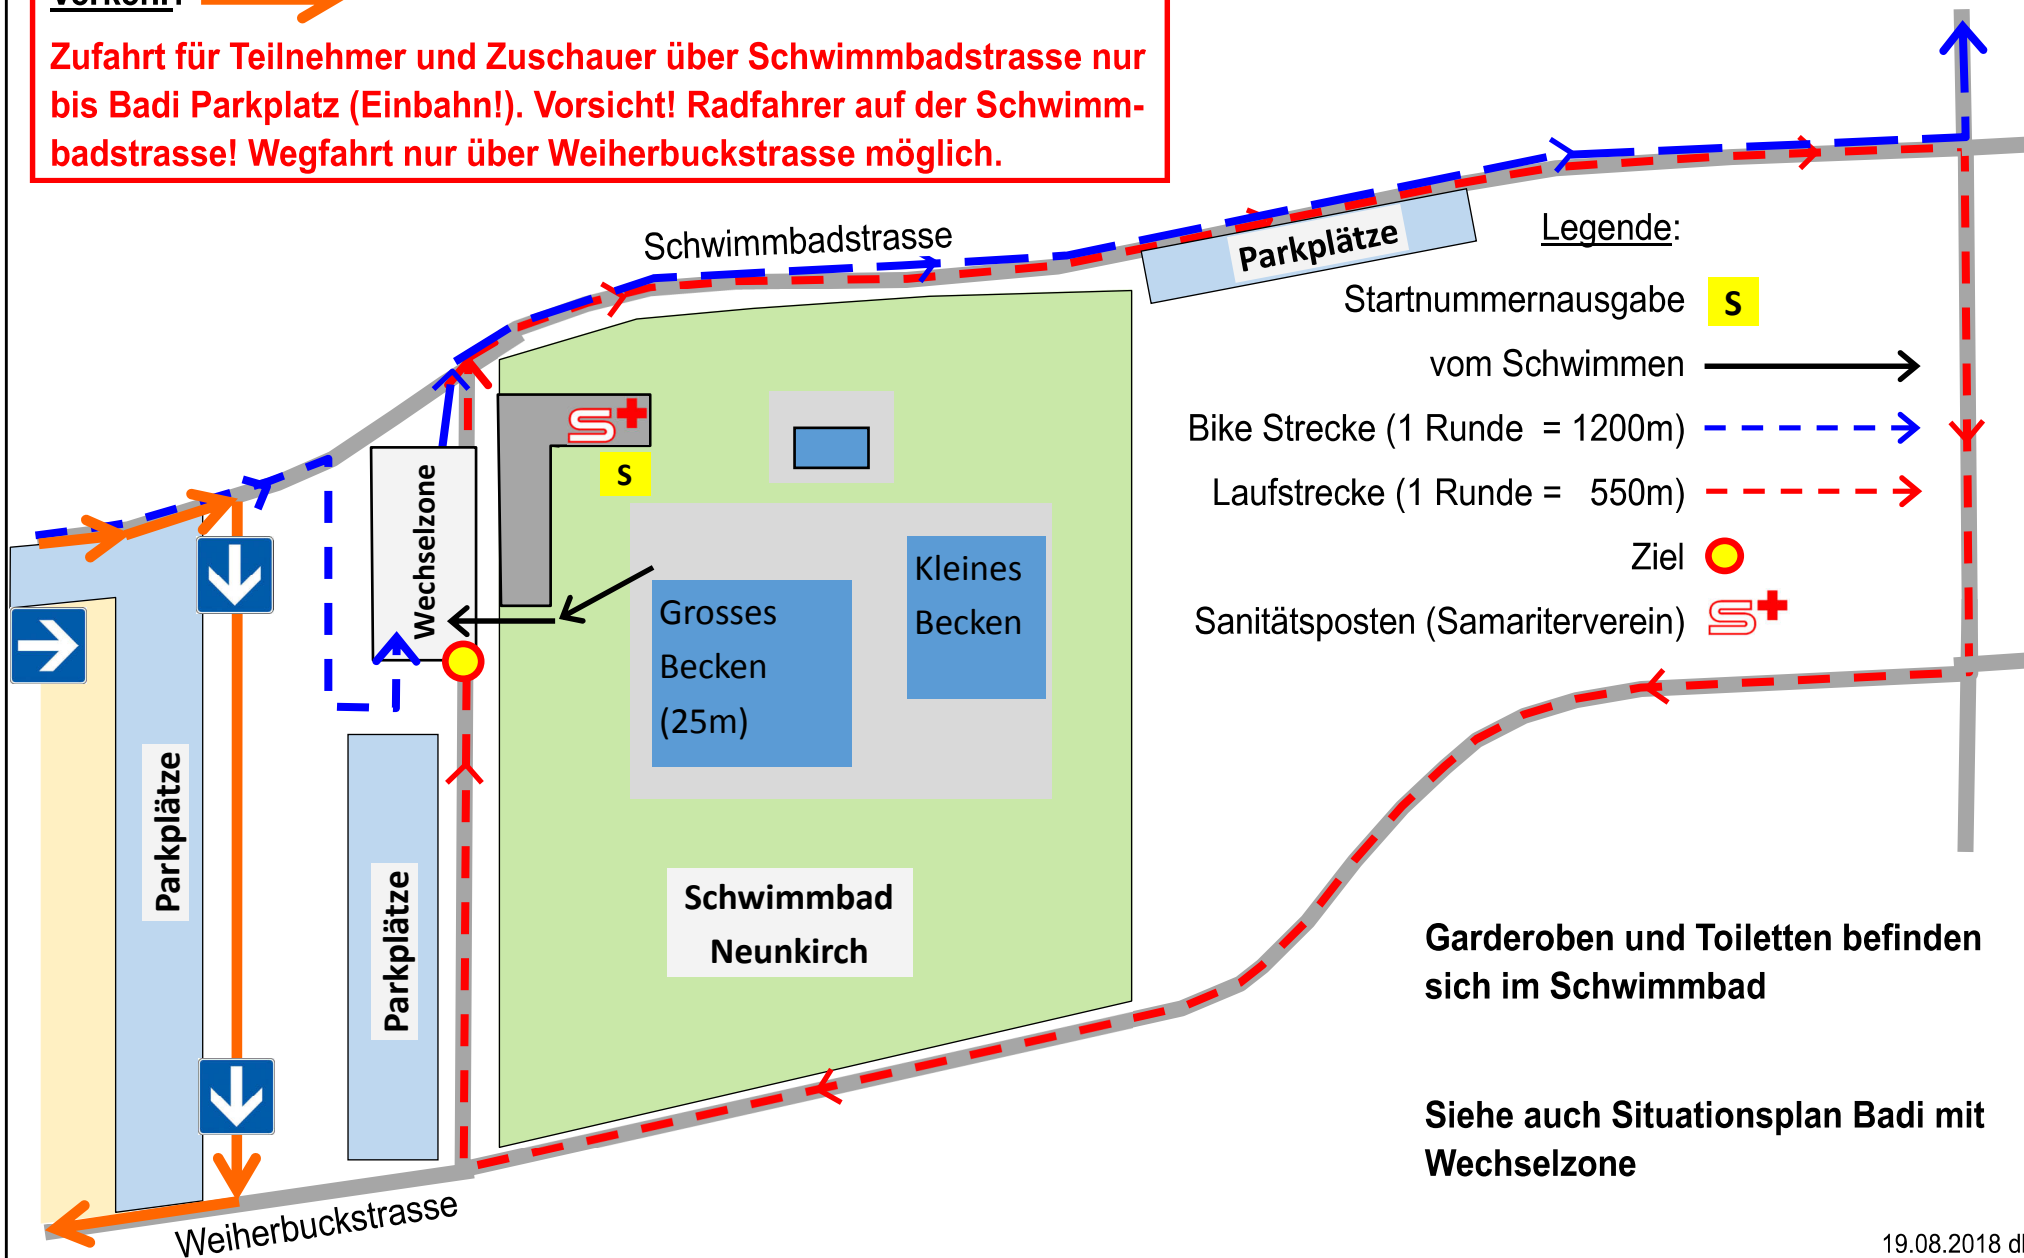 Zufahrt für Teilnehmer und Zuschauer über Schwimmbadstrasse nur
bis Badi Parkplatz (Einbahn!). Vorsicht! Radfahrer auf der Schwimm-
badstrasse! Wegfahrt nur über Weiherbuckstrasse möglich.
Schwimmbadstrasse
Parkplätze
Legende:
Startnummernausgabe S
vom Schwimmen
Bike Strecke (1 Runde = 1200m)
Laufstrecke (1 Runde = 550m)
Ziel
Sanitätsposten (Samariterverein) S
S
S
Wechselzone
Kleines
Becken
Grosses
Becken
(25m)
Parkplätze
Parkplätze
Schwimmbad
Neunkirch
Garderoben und Toiletten befinden
sich im Schwimmbad
Siehe auch Situationsplan Badi mit
Wechselzone
Weiherbuckstrasse
19.08.2018